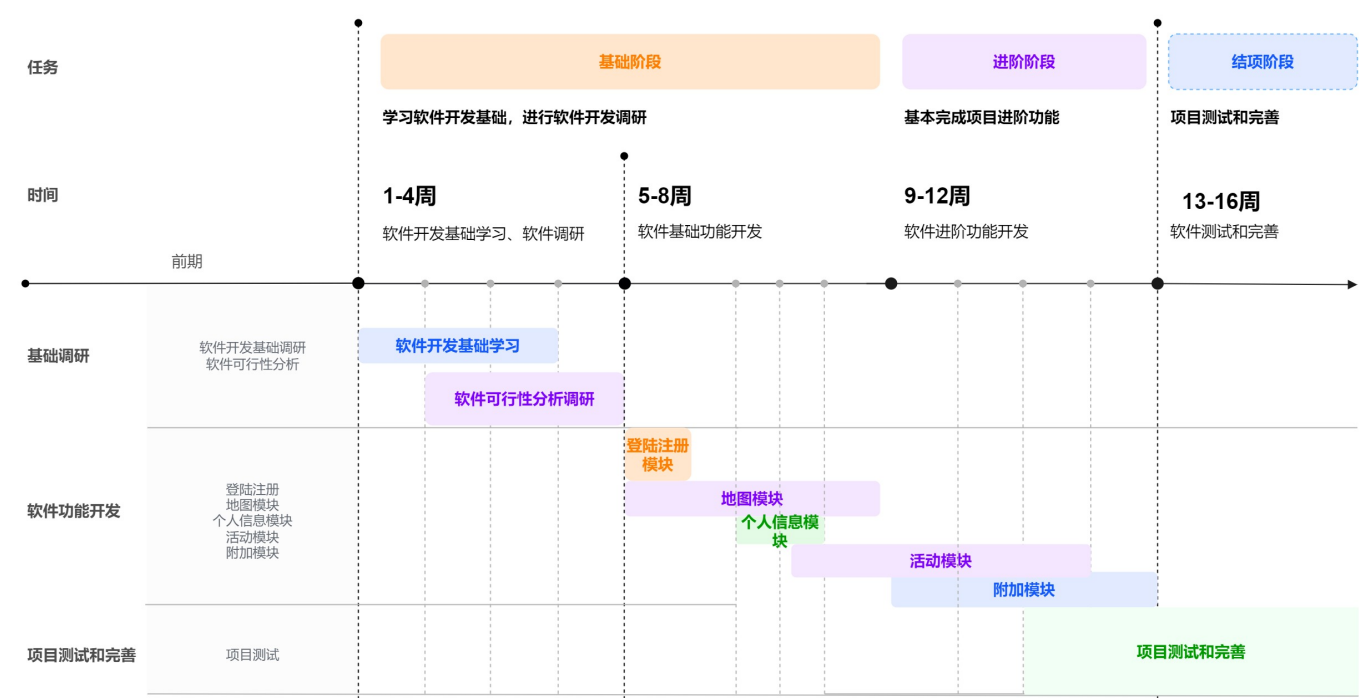 任务
基础阶段
进阶阶段
结项阶段
学习软件开发基础，进行软件开发调研
基本完成项目进阶功能
项目测试和完善
时间
1-4周
5-8周
9-12周
13-16周
软件开发基础学习、软件调研
软件基础功能开发
软件进阶功能开发
软件测试和完善
前期
基础调研
软件开发基础调研
软件可行性分析
软件开发基础学习
软件可行性分析调研
软件功能开发
登陆注册
地图模块
个人信息模块
活动模块
附加模块
登陆注册
模块
地图模块
个人信息模
块
活动模块
附加模块
项目测试和完善
项目测试
项目测试和完善